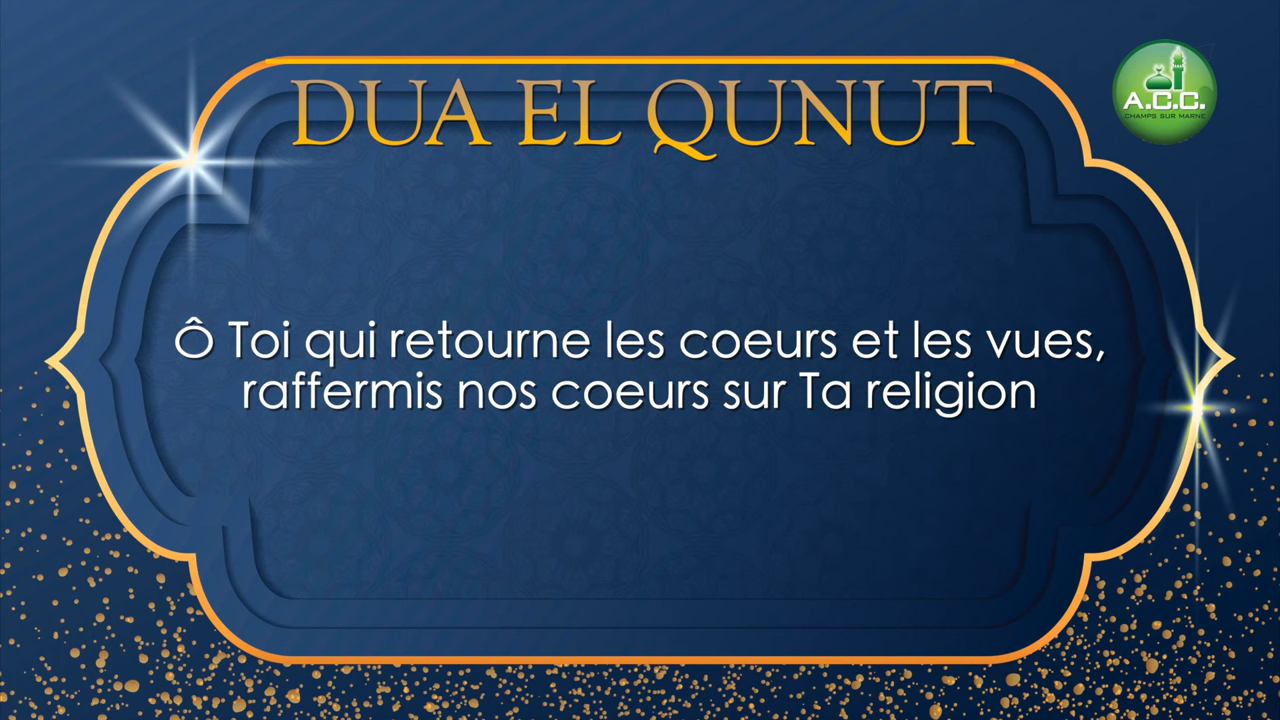 DUA EL QUNUT
A.C.C.
CHAMPS SUR MARNE
Ô Toi qui retourne les coeurs et les vues,
raffermis nos coeurs sur Ta religion